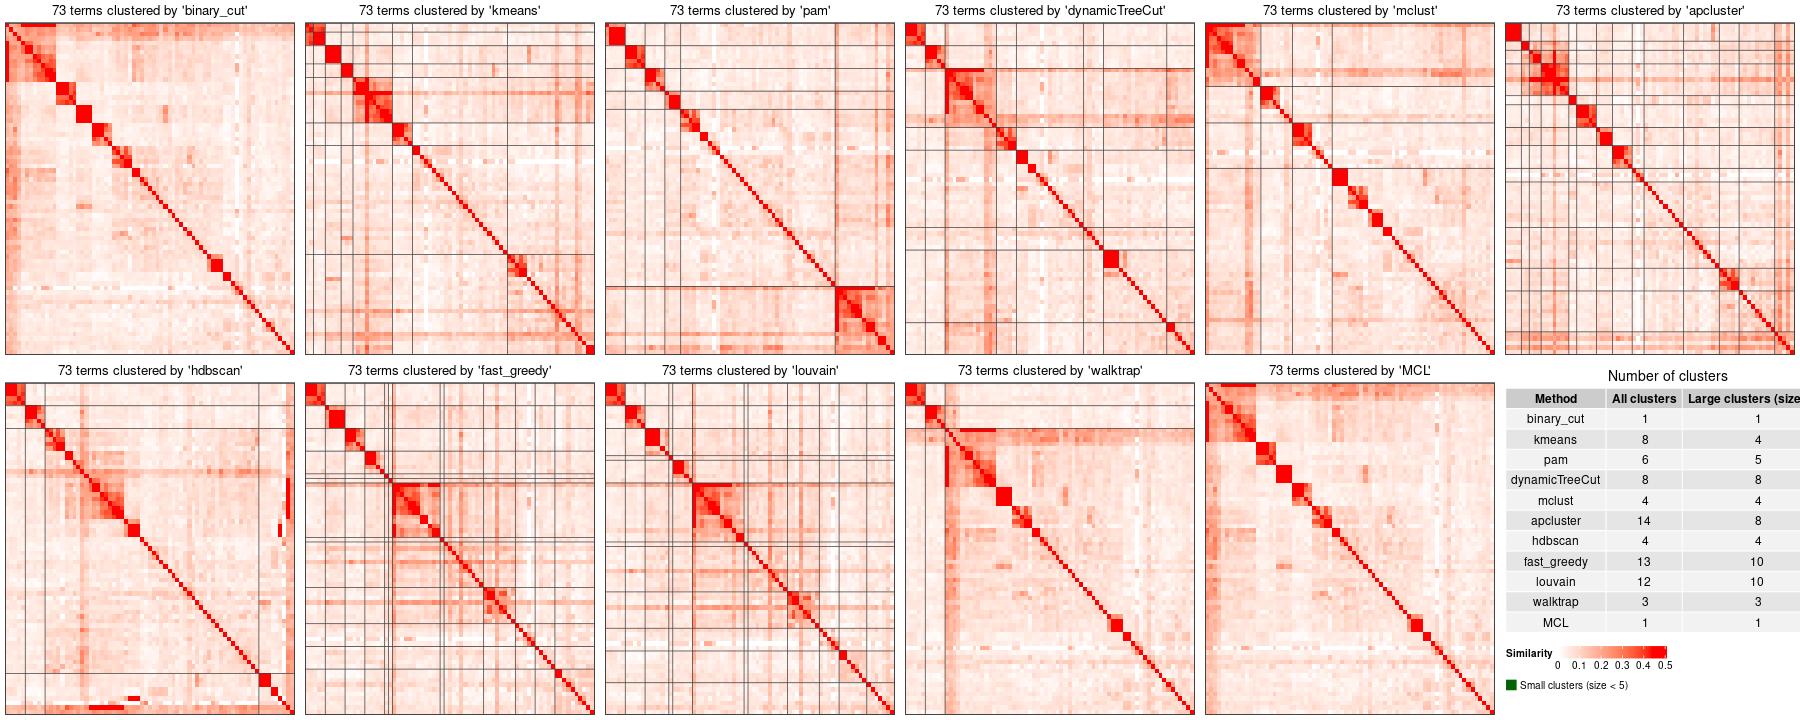 73 terms clustered by 'binary_cut'
73 terms clustered by 'kmeans'
73 terms clustered by 'pam'
73 terms clustered by 'dynamicTreeCut'
73 terms clustered by 'mclust'
73 terms clustered by 'apcluster'
73 terms clustered by 'hdbscan'
73 terms clustered by 'fast_greedy'
73 terms clustered by 'louvain'
73 terms clustered by 'walktrap'
73 terms clustered by 'MCL'
Number of clusters
Method All clusters Large clusters (size
binary_cut 1 1
kmeans 8 4
pam 6 5
dynamicTreeCut 8 8
mclust 4 4
apcluster 14 8
hdbscan 4 4
fast_greedy 13 10
louvain 12 10
walktrap 3 3
MCL 1 1
Similarity
0 0.1 0.2 0.3 0.4 0.5
Small clusters (size < 5)